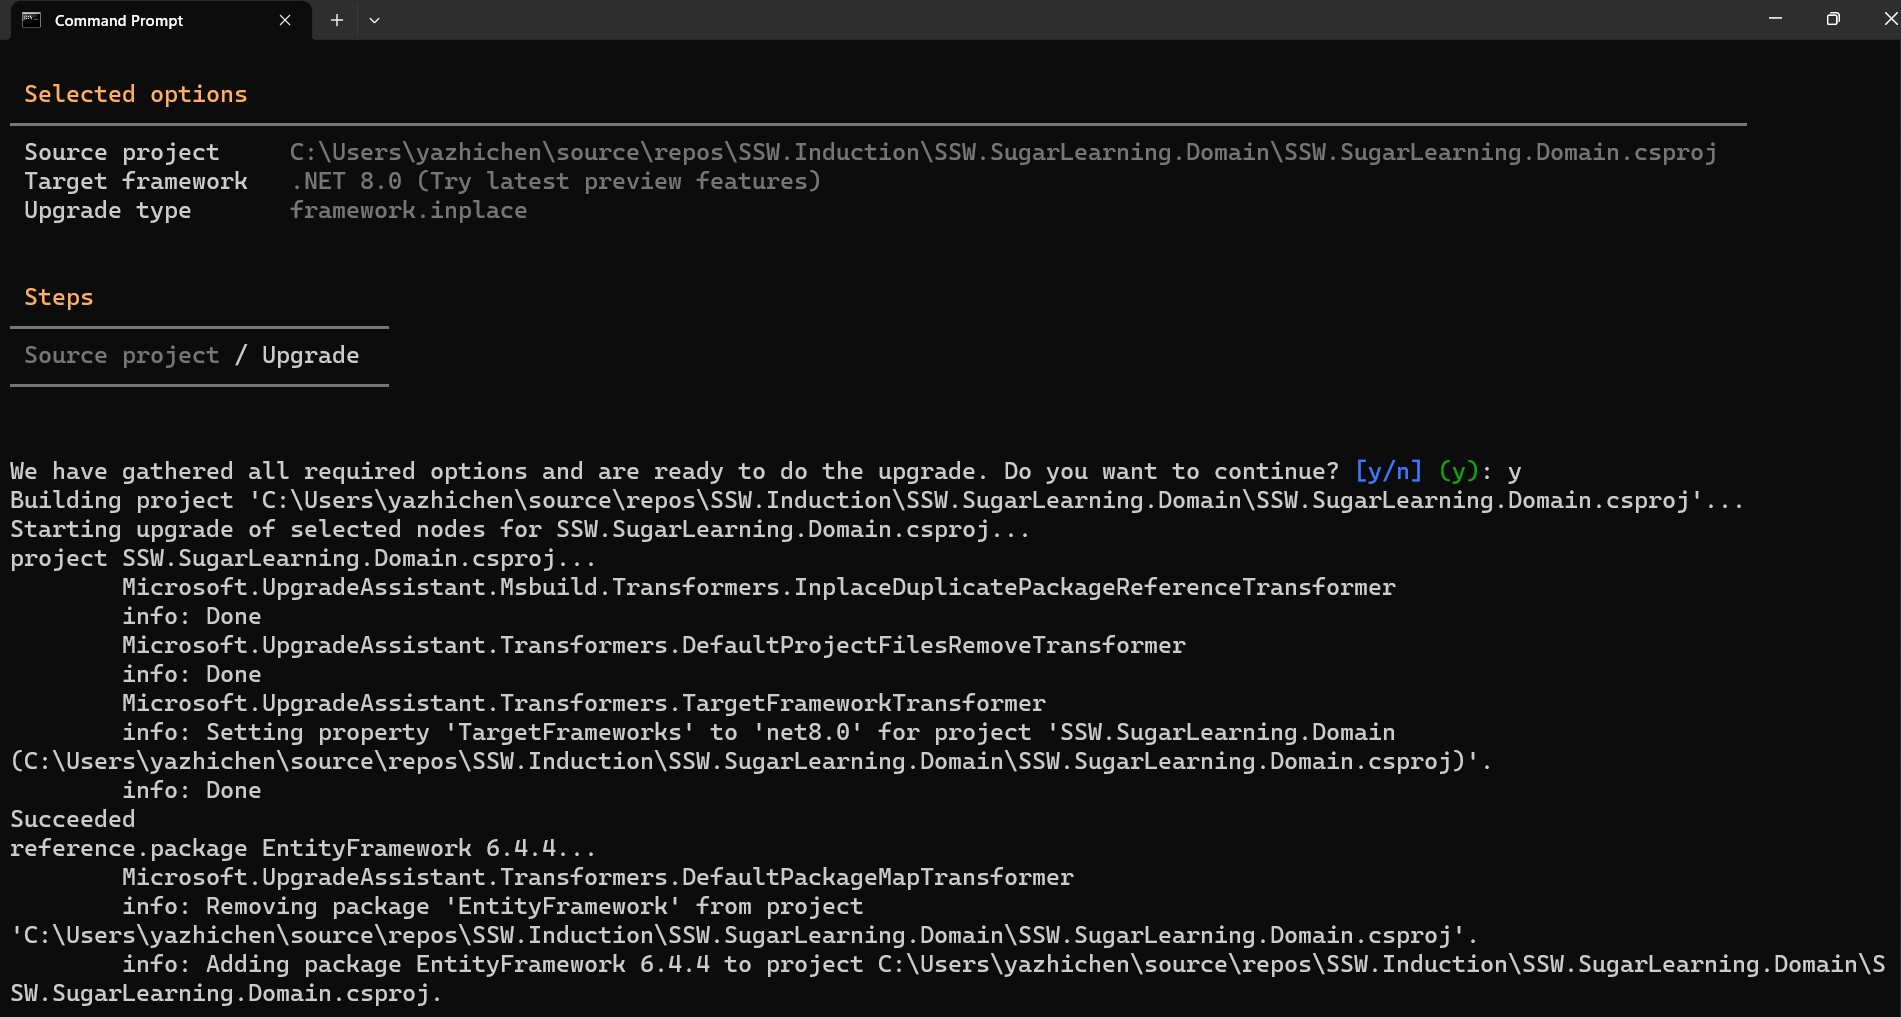 Command Prompt
Selected options
Source project C:\Users\yazhichen\source\repos\SSW.Induction\SSW.SugarLearning.Domain\SSW.SugarLearning.Domain.csproj
Target framework .NET 8.0 (Try latest preview features)
Upgrade type framework.inplace
Steps
Source project / Upgrade
We have gathered all required options and are ready to do the upgrade. Do you want to continue? [y/n] (y): y
Building project 'C:\Users\yazhichen\source\repos\SSW.Induction\SSW.SugarLearning.Domain\SSW.SugarLearning.Domain.csproj'...
Starting upgrade of selected nodes for SSW.SugarLearning.Domain.csproj...
project SSW.SugarLearning.Domain.csproj...
Microsoft.UpgradeAssistant.Msbuild.Transformers.InplaceDuplicatePackageReferenceTransformer
info: Done
Microsoft.UpgradeAssistant.Transformers.DefaultProjectFilesRemoveTransformer
info: Done
Microsoft.UpgradeAssistant.Transformers.TargetFrameworkTransformer
info: Setting property 'TargetFrameworks' to 'net8.0' for project 'SSW.SugarLearning.Domain
(C:\Users\yazhichen\source\repos\SSW.Induction\SSW.SugarLearning.Domain\SSW.SugarLearning.Domain.csproj)'.
info: Done
Succeeded
reference.package EntityFramework 6.4.4...
Microsoft.UpgradeAssistant.Transformers.DefaultPackageMapTransformer
info: Removing package 'EntityFramework' from project
'C:\Users\yazhichen\source\repos\SSW.Induction\SSW.SugarLearning.Domain\SSW.SugarLearning.Domain.csproj'.
info: Adding package EntityFramework 6.4.4 to project C:\Users\yazhichen\source\repos\SSW.Induction\SSW.SugarLearning.Domain\S
SW.SugarLearning.Domain.csproj.